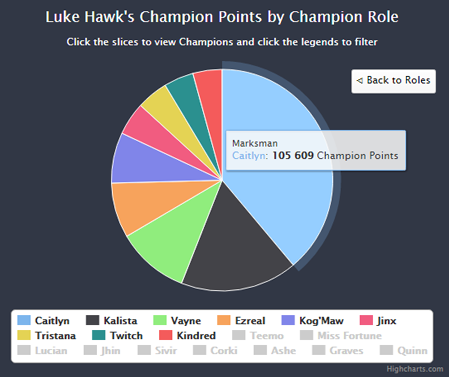 Luke Hawk's Champion Points by Champion Role
Click the slices to view Champions and click the legends to filter
◁ Back to Roles
Marksman
Caitlyn: 105 609 Champion Points
Caitlyn Kalista Vayne Ezreal Kog'Maw Jinx
Tristana Twitch Kindred Teemo Miss Fortune
Lucian Jhin Sivir Corki Ashe Graves Quinn
Highcharts.com